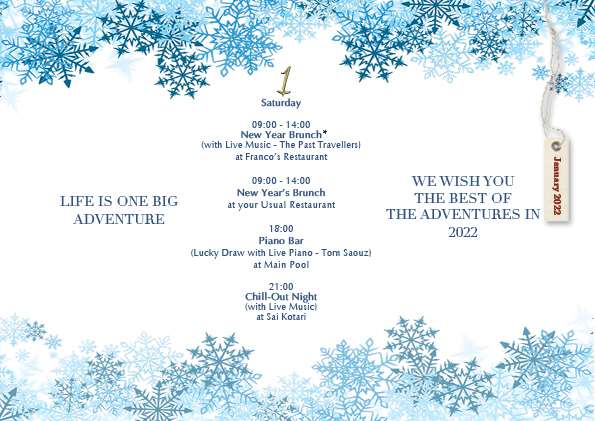 1
Saturday
09:00 - 14:00
New Year Brunch*
(with Live Music - The Past Travellers)
at Franco's Restaurant
09:00 - 14:00
New Year's Brunch
at your Usual Restaurant
18:00
Piano Bar
(Lucky Draw with Live Piano - Tom Saouz)
at Main Pool
21:00
Chill-Out Night
(with Live Music)
at Sai Kotari
LIFE IS ONE BIG
ADVENTURE
WE WISH YOU
THE BEST OF
THE ADVENTURES IN
2022
January 2022